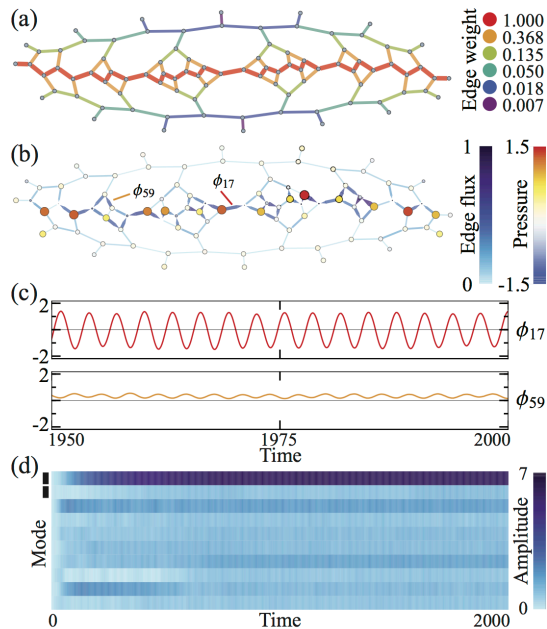 (a)
Edge weight
1.000
0.368
0.135
0.050
0.018
0.007
(b)
ϕ59
ϕ17
Edge flux
1
0
Pressure
1.5
-1.5
(c)
2
-2
ϕ17
2
-2
ϕ59
1950
1975
2000
Time
(d)
Mode
0
Time
2000
Amplitude
7
0